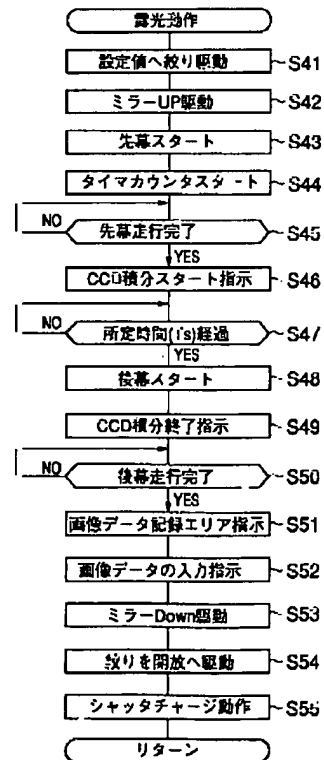 露光動作
設定値へ絞り駆動 S41
ミラーUP駆動 S42
先幕スタート S43
タイマカウンタスタート S44
NO 先幕走行完了 S45
YES
CCD積分スタート指示 S46
NO 所定時間(T's)経過 S47
YES
後幕スタート S48
CCD積分終了指示 S49
NO 後幕走行完了 S50
YES
画像データ記録エリア指示 S51
画像データの入力指示 S52
ミラーDown駆動 S53
絞りを開放へ駆動 S54
シャッタチャージ動作 S55
リターン